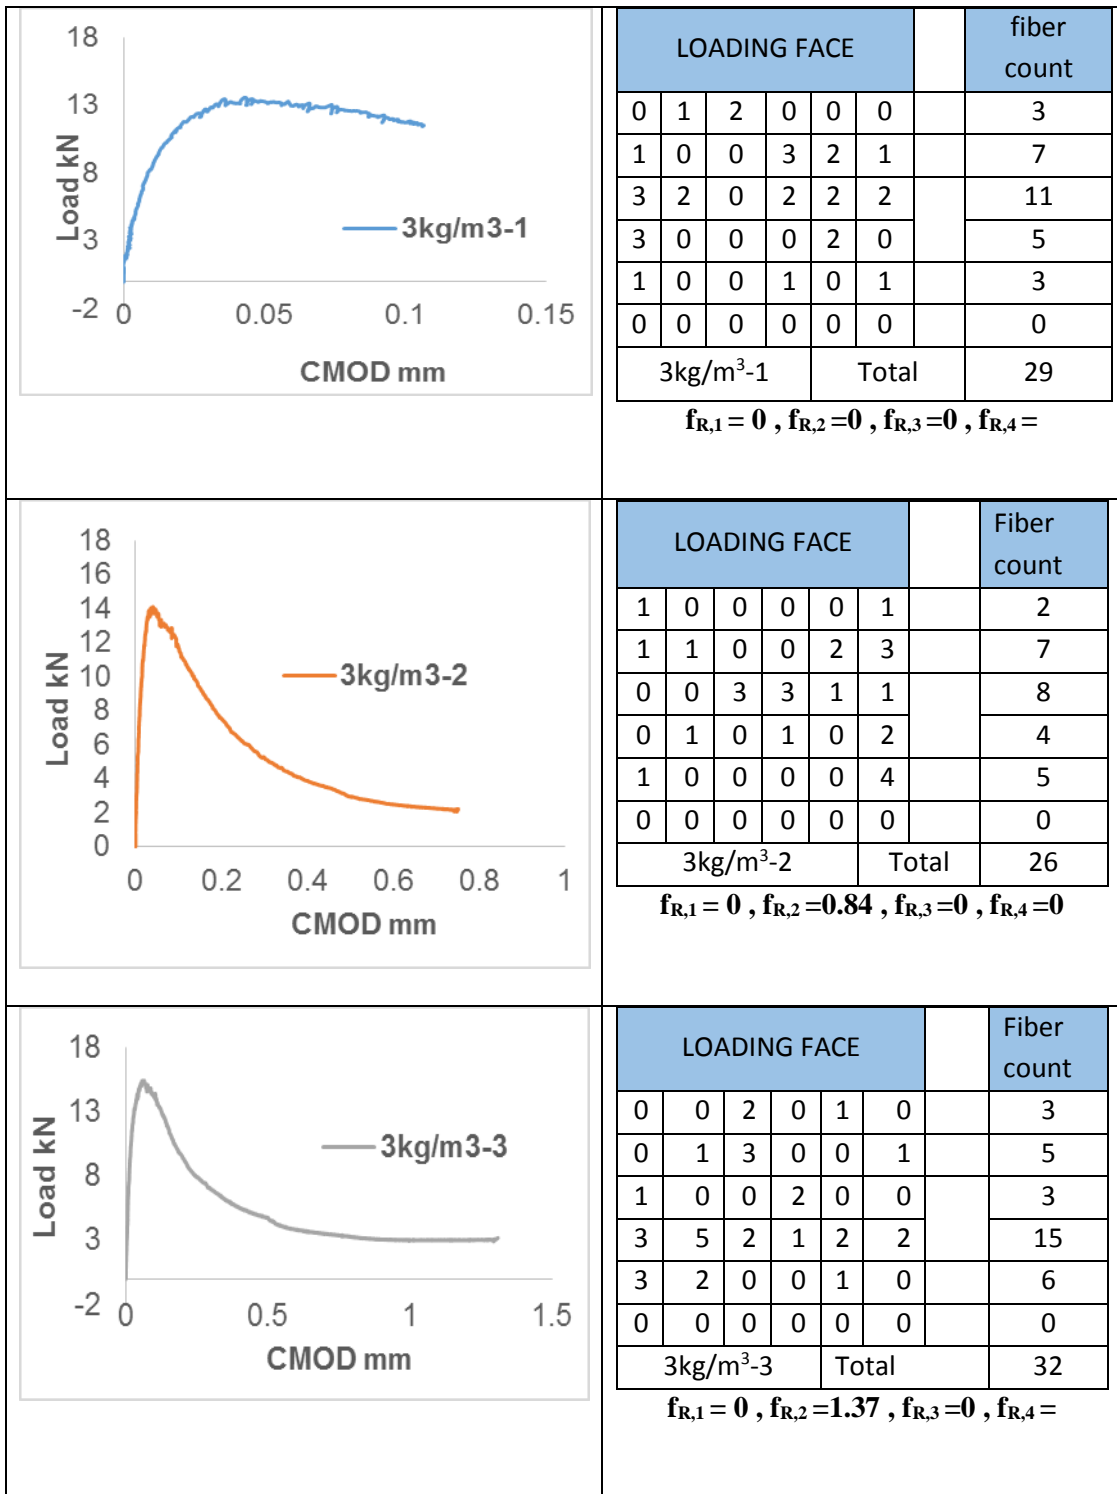 18
13
8
3
-2
Load kN
3kg/m3-1
0 0.05 0.1 0.15
CMOD mm
LOADING FACE fiber count
0 1 2 0 0 0 3
1 0 0 3 2 1 7
3 2 0 2 2 2 11
3 0 0 0 2 0 5
1 0 0 1 0 1 3
0 0 0 0 0 0 0
3kg/m³-1 Total 29
fR,1 = 0 , fR,2 =0 , fR,3 =0 , fR,4 =
18
16
14
12
10
8
6
4
2
0
Load kN
3kg/m3-2
0 0.2 0.4 0.6 0.8 1
CMOD mm
LOADING FACE Fiber count
1 0 0 0 0 1 2
1 1 0 0 2 3 7
0 0 3 3 1 1 8
0 1 0 1 0 2 4
1 0 0 0 0 4 5
0 0 0 0 0 0 0
3kg/m³-2 Total 26
fR,1 = 0 , fR,2 =0.84 , fR,3 =0 , fR,4 =0
18
13
8
3
-2
Load kN
3kg/m3-3
0 0.5 1 1.5
CMOD mm
LOADING FACE Fiber count
0 0 2 0 1 0 3
0 1 3 0 0 1 5
1 0 0 2 0 0 3
3 5 2 1 2 2 15
3 2 0 0 1 0 6
0 0 0 0 0 0 0
3kg/m³-3 Total 32
fR,1 = 0 , fR,2 =1.37 , fR,3 =0 , fR,4 =